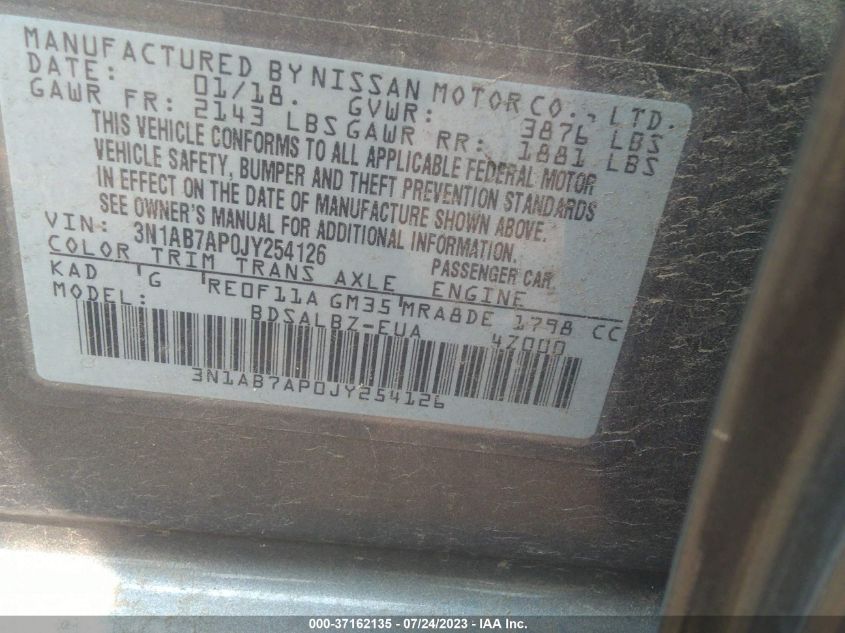 MANUFACTURED BY NISSAN MOTOR CO., LTD.
DATE: 01/18. GVWR: 3876 LBS
GAWR FR: 2143 LBS GAWR RR: 1881 LBS
THIS VEHICLE CONFORMS TO ALL APPLICABLE FEDERAL MOTOR
VEHICLE SAFETY, BUMPER AND THEFT PREVENTION STANDARDS
IN EFFECT ON THE DATE OF MANUFACTURE SHOWN ABOVE.
SEE OWNER'S MANUAL FOR ADDITIONAL INFORMATION.
VIN: 3N1AB7AP0JY254126 PASSENGER CAR.
COLOR TRIM TRANS AXLE ENGINE
KAD G RE0F11A GM35 MRA8DE 1798 CC
MODEL: BDSALBZ-EUA 4Z000
3N1AB7AP0JY254126
000-37162135 - 07/24/2023 - IAAI.com